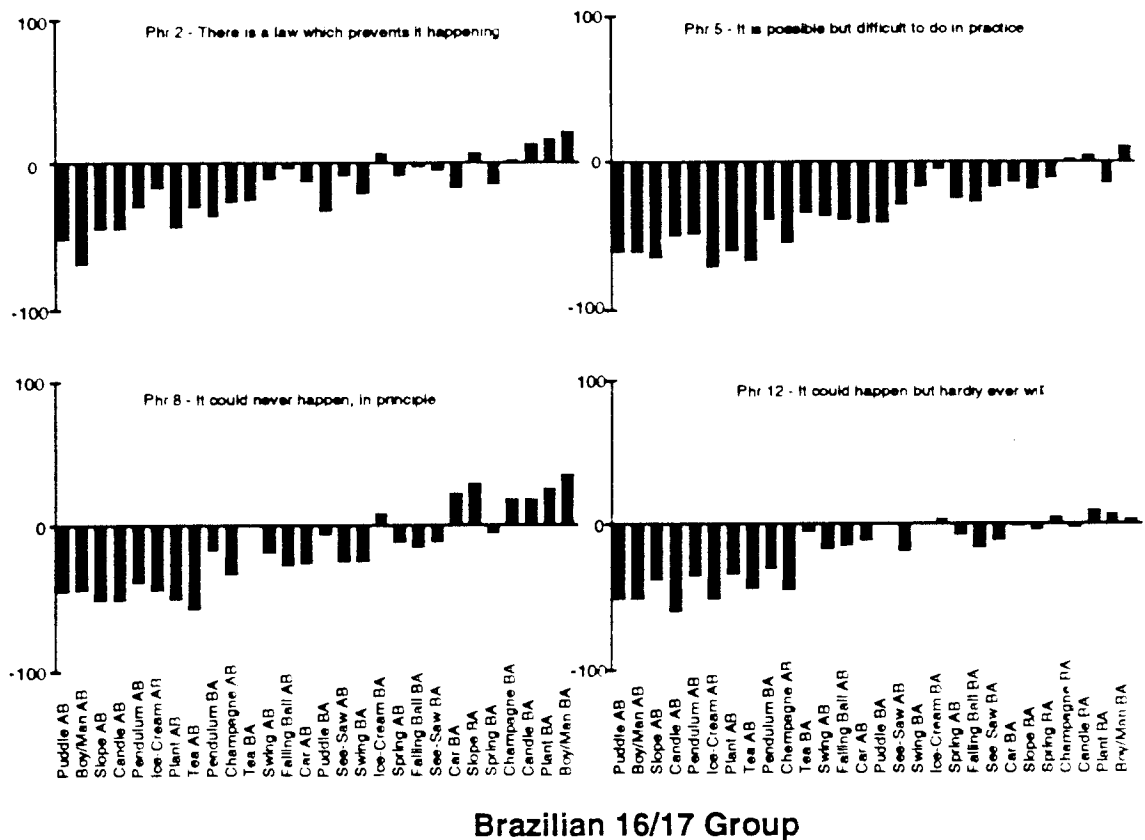 100
Phr 2 - There is a law which prevents it happening
0
-100
100
Phr 5 - It is possible but difficult to do in practice
0
-100
100
Phr 8 - It could never happen, in principle
0
-100
100
Phr 12 - It could happen but hardly ever will
0
-100
Puddle AB
Boy/Man AB
Slope AB
Candle AB
Pendulum AB
Ice-Cream AB
Plant AB
Tea AB
Pendulum BA
Champagne AB
Tea BA
Swing AB
Falling Ball AB
Car AB
Puddle BA
See-Saw AB
Swing BA
Ice-Cream BA
Spring AB
Falling Ball BA
See-Saw BA
Car BA
Slope BA
Spring BA
Champagne BA
Candle BA
Plant BA
Boy/Man BA
Puddle AB
Boy/Man AB
Slope AB
Candle AB
Pendulum AB
Ice-Cream AB
Plant AB
Tea AB
Pendulum BA
Champagne AB
Tea BA
Swing AB
Falling Ball AB
Car AB
Puddle BA
See-Saw AB
Swing BA
Ice-Cream BA
Spring AB
Falling Ball BA
See Saw BA
Car BA
Slope BA
Spring BA
Champagne BA
Candle BA
Plant BA
Boy/Man BA
Brazilian 16/17 Group